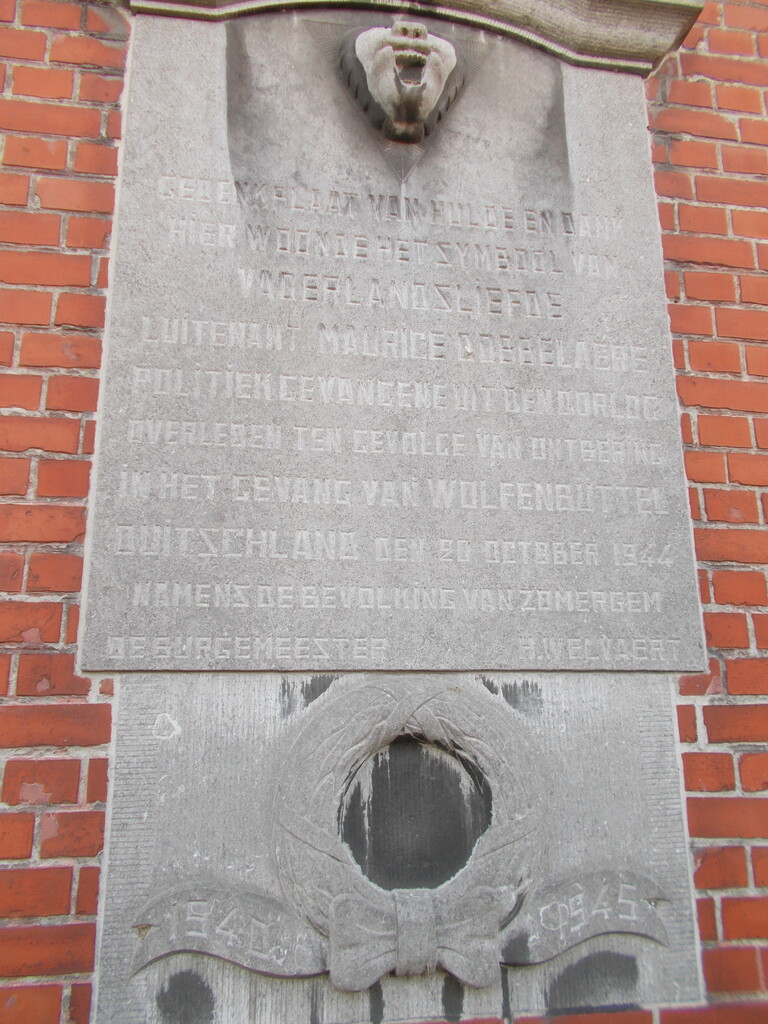 GEDENKPLAAT VAN HULDE EN DANK
HIER WOONDE HET SYMBOOL VAN
VADERLANDSLIEFDE
LUITENANT MAURICE DOBBELAERE
POLITIEK GEVANGENE UIT DEN OORLOG
OVERLEDEN TEN GEVOLGE VAN ONTBERING
IN HET GEVANG VAN WOLFENBÜTTEL
DUITSCHLAND DEN 20 OCTOBER 1944
NAMENS DE BEVOLKING VAN ZOMERGEM
DE BURGEMEESTER H. WELVAERT
1940 1945